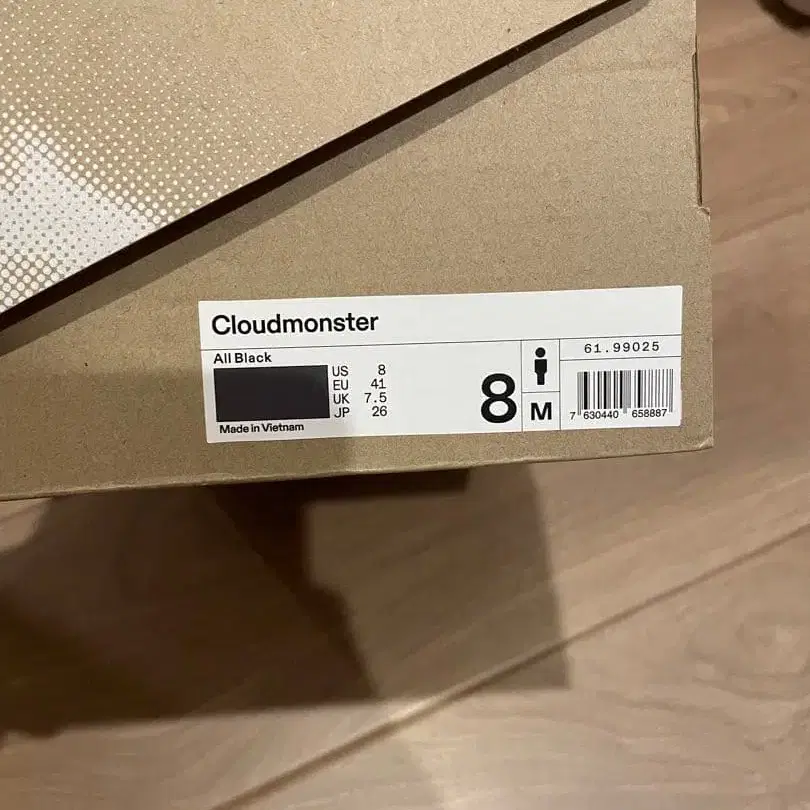 Cloudmonster
All Black
US 8
EU 41
UK 7.5
JP 26
Made in Vietnam
8
M
61.99025
7 630440 658887